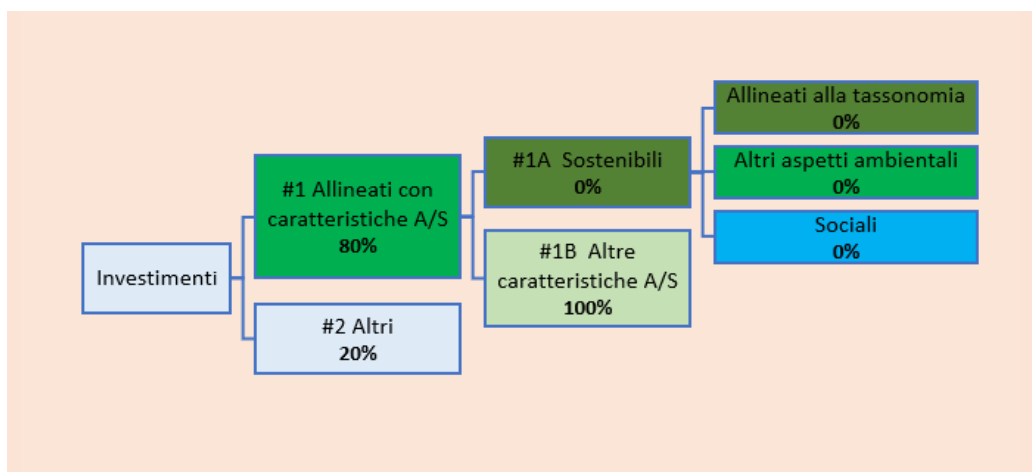 Investimenti
#1 Allineati con
caratteristiche A/S
80%
#2 Altri
20%
#1A Sostenibili
0%
#1B Altre
caratteristiche A/S
100%
Allineati alla tassonomia
0%
Altri aspetti ambientali
0%
Sociali
0%